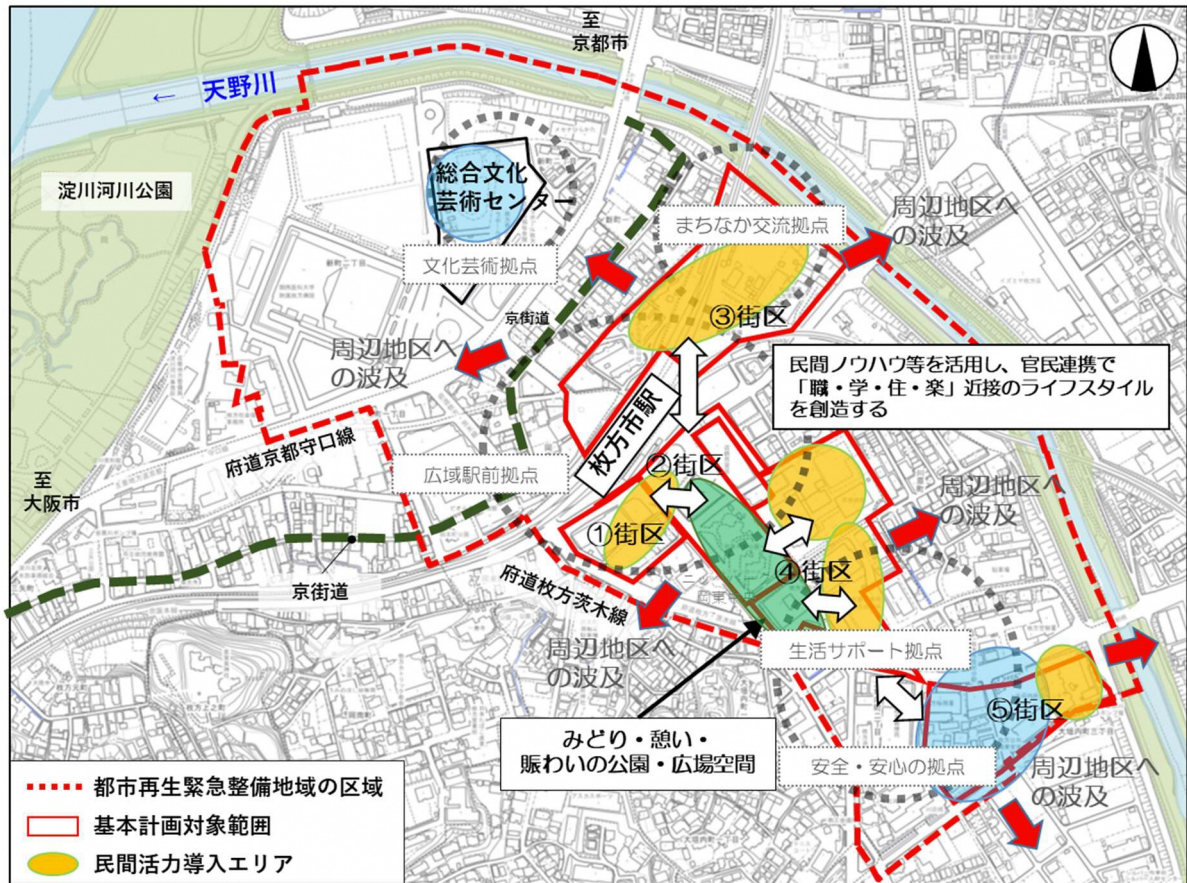 至
京都市
← 天野川
淀川河川公園
総合文化
芸術センター
文化芸術拠点
まちなか交流拠点
周辺地区へ
の波及
③街区
京街道
周辺地区へ
の波及
民間ノウハウ等を活用し、官民連携で
「職・学・住・楽」近接のライフスタイル
を創造する
枚方市駅
府道京都守口線
広域駅前拠点
②街区
至
大阪市
周辺地区へ
の波及
①街区
④街区
京街道
府道枚方茨木線
周辺地区へ
の波及
生活サポート拠点
⑤街区
みどり・憩い・
賑わいの公園・広場空間
安全・安心の拠点
周辺地区へ
の波及
都市再生緊急整備地域の区域
基本計画対象範囲
民間活力導入エリア